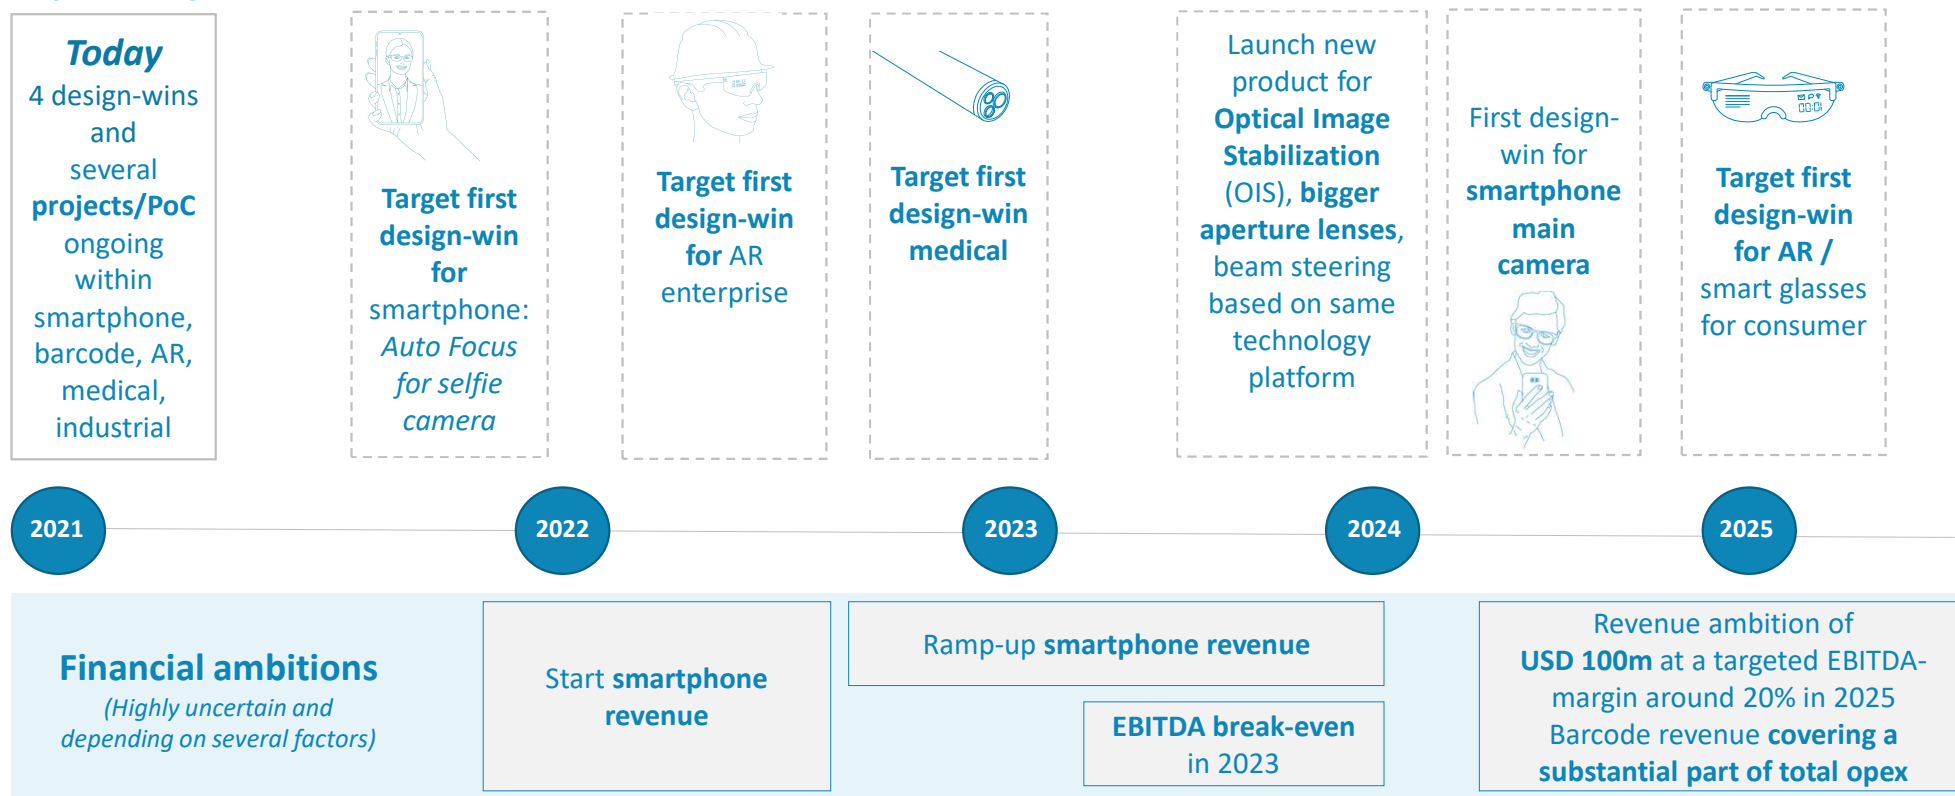 Today
4 design-wins
and
several
projects/PoC
ongoing
within
smartphone,
barcode, AR,
medical,
industrial
Target first
design-win
for
smartphone:
Auto Focus
for selfie
camera
Target first
design-win
for AR
enterprise
Target first
design-win
medical
Launch new
product for
Optical Image
Stabilization
(OIS), bigger
aperture lenses,
beam steering
based on same
technology
platform
First design-
win for
smartphone
main
camera
00:01
Target first
design-win
for AR /
smart glasses
for consumer
2021
2022
2023
2024
2025
Financial ambitions
(Highly uncertain and
depending on several factors)
Start smartphone
revenue
Ramp-up smartphone revenue
EBITDA break-even
in 2023
Revenue ambition of
USD 100m at a targeted EBITDA-
margin around 20% in 2025
Barcode revenue covering a
substantial part of total opex